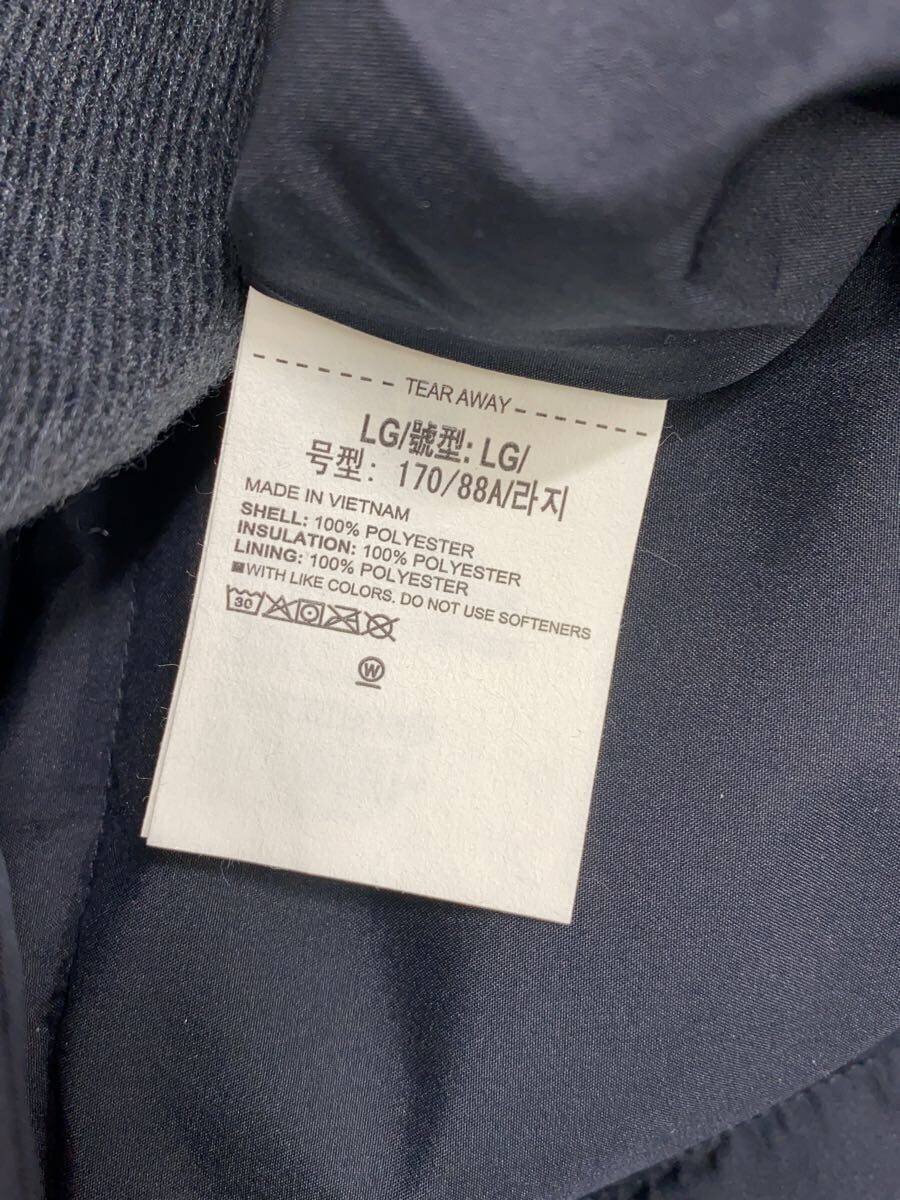 TEAR AWAY
LG/號型: LG/
号型: 170/88A/라지
MADE IN VIETNAM
SHELL: 100% POLYESTER
INSULATION: 100% POLYESTER
LINING: 100% POLYESTER
WITH LIKE COLORS. DO NOT USE SOFTENERS
30
W